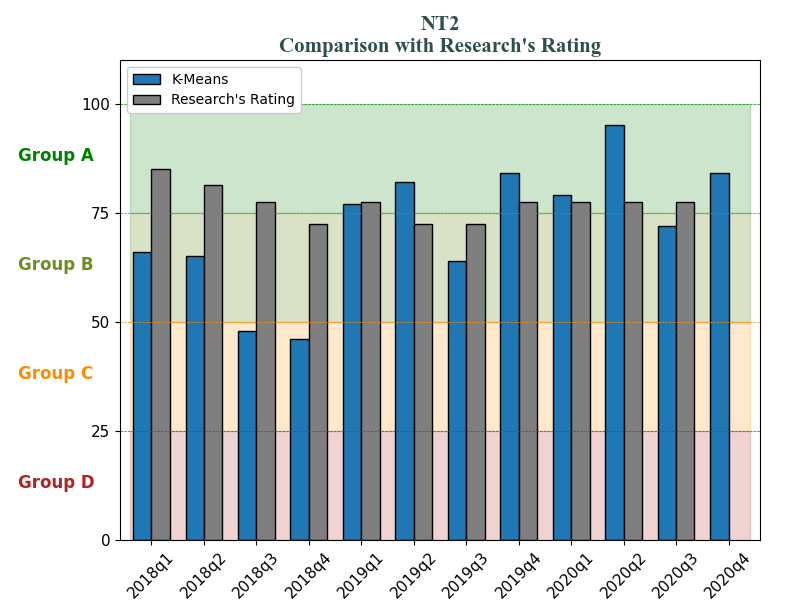 NT2
Comparison with Research's Rating
K-Means
Research's Rating
100
Group A
75
Group B
50
Group C
25
Group D
0
2018q1
2018q2
2018q3
2018q4
2019q1
2019q2
2019q3
2019q4
2020q1
2020q2
2020q3
2020q4